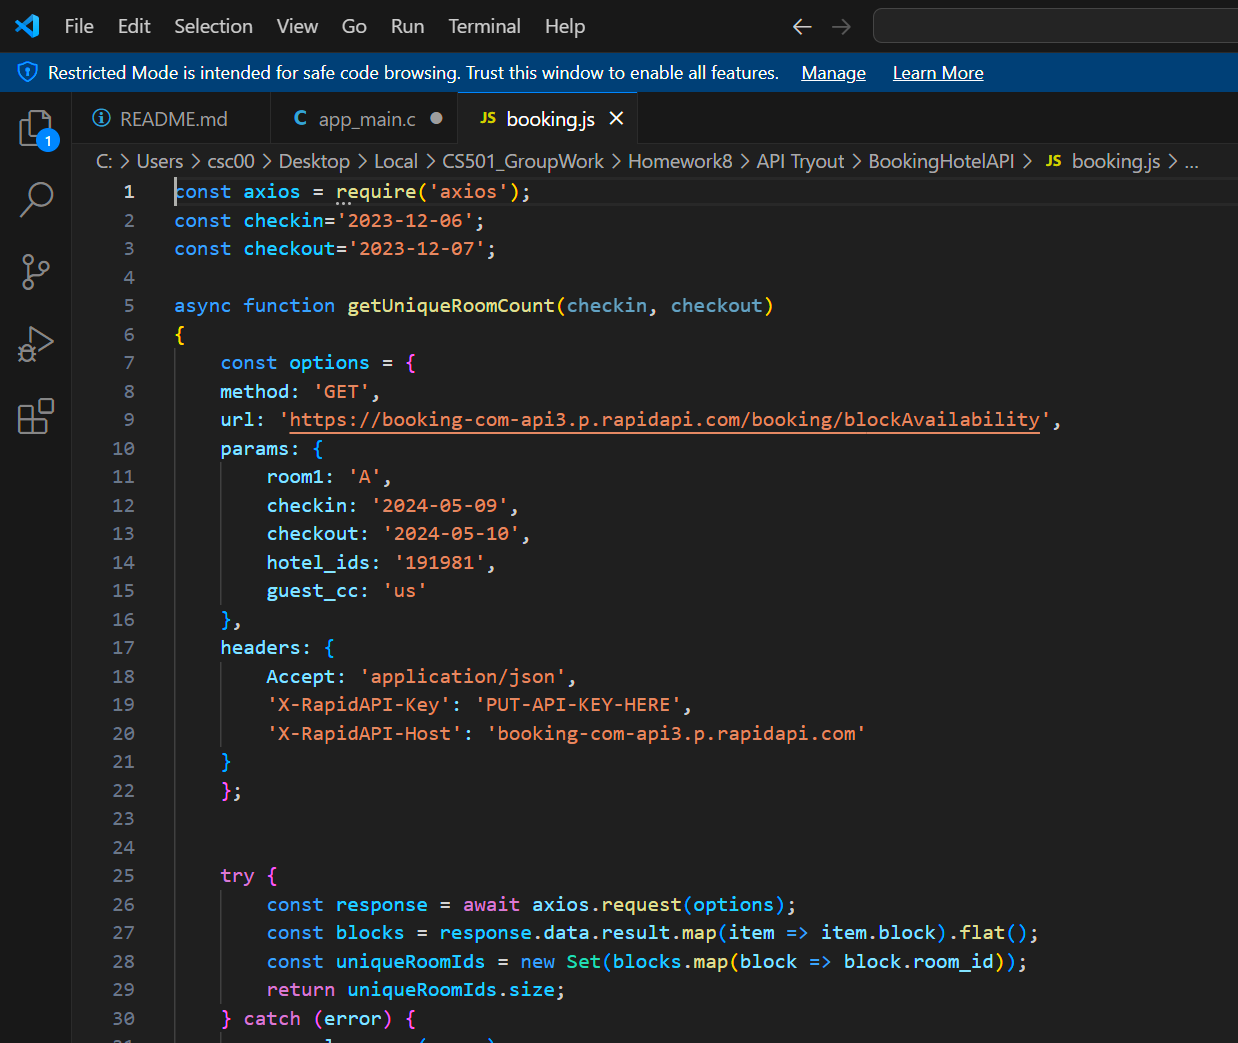 File Edit Selection View Go Run Terminal Help
Restricted Mode is intended for safe code browsing. Trust this window to enable all features. Manage Learn More
README.md C app_main.c JS booking.js
1
C: > Users > csc00 > Desktop > Local > CS501_GroupWork > Homework8 > API Tryout > BookingHotelAPI > JS booking.js > ...
1 const axios = require('axios');
2 const checkin='2023-12-06';
3 const checkout='2023-12-07';
4
5 async function getUniqueRoomCount(checkin, checkout)
6 {
7 const options = {
8 method: 'GET',
9 url: 'https://booking-com-api3.p.rapidapi.com/booking/blockAvailability',
10 params: {
11 room1: 'A',
12 checkin: '2024-05-09',
13 checkout: '2024-05-10',
14 hotel_ids: '191981',
15 guest_cc: 'us'
16 },
17 headers: {
18 Accept: 'application/json',
19 'X-RapidAPI-Key': 'PUT-API-KEY-HERE',
20 'X-RapidAPI-Host': 'booking-com-api3.p.rapidapi.com'
21 }
22 };
23
24
25 try {
26 const response = await axios.request(options);
27 const blocks = response.data.result.map(item => item.block).flat();
28 const uniqueRoomIds = new Set(blocks.map(block => block.room_id));
29 return uniqueRoomIds.size;
30 } catch (error) {